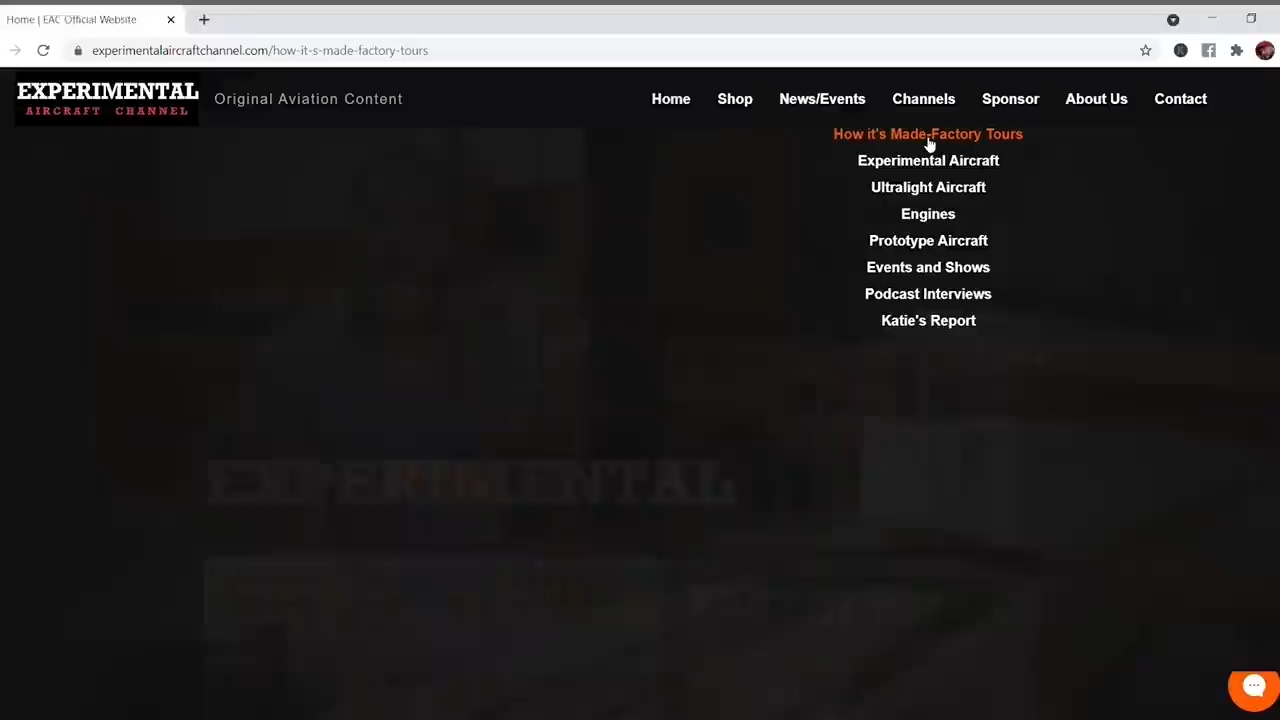 Home | EAC Official Website
experimentalaircraftchannel.com/how-it-s-made-factory-tours
EXPERIMENTAL
AIRCRAFT CHANNEL
Original Aviation Content
Home
Shop
News/Events
Channels
Sponsor
About Us
Contact
How it's Made-Factory Tours
Experimental Aircraft
Ultralight Aircraft
Engines
Prototype Aircraft
Events and Shows
Podcast Interviews
Katie's Report
EXPERIMENTAL